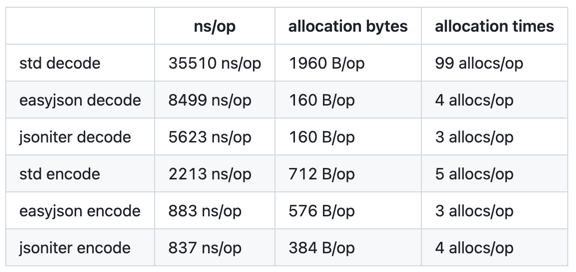 ns/op allocation bytes allocation times
std decode 35510 ns/op 1960 B/op 99 allocs/op
easyjson decode 8499 ns/op 160 B/op 4 allocs/op
jsoniter decode 5623 ns/op 160 B/op 3 allocs/op
std encode 2213 ns/op 712 B/op 5 allocs/op
easyjson encode 883 ns/op 576 B/op 3 allocs/op
jsoniter encode 837 ns/op 384 B/op 4 allocs/op